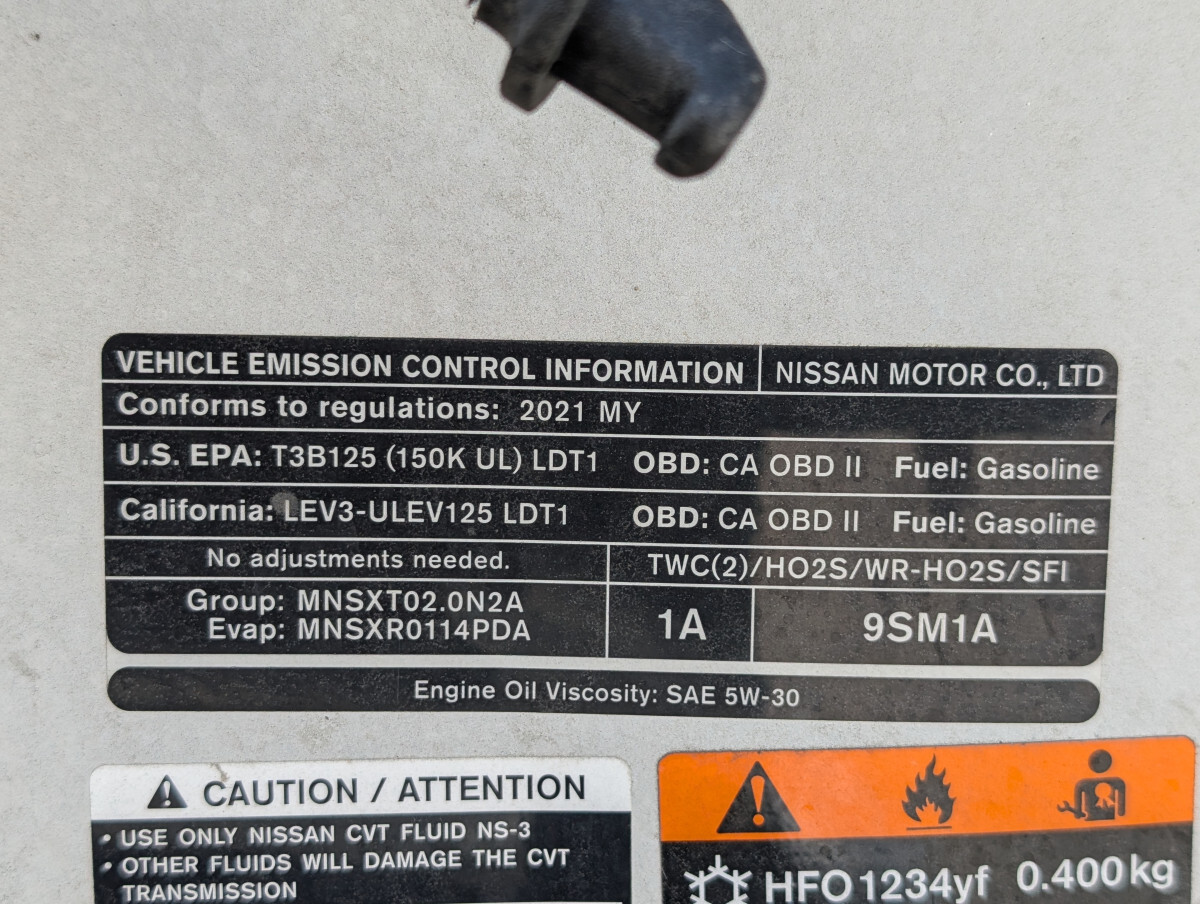 VEHICLE EMISSION CONTROL INFORMATION NISSAN MOTOR CO., LTD
Conforms to regulations: 2021 MY
U.S. EPA: T3B125 (150K UL) LDT1 OBD: CA OBD II Fuel: Gasoline
California: LEV3-ULEV125 LDT1 OBD: CA OBD II Fuel: Gasoline
No adjustments needed. TWC(2)/HO2S/WR-HO2S/SFI
Group: MNSXT02.0N2A
Evap: MNSXR0114PDA
1A 9SM1A
Engine Oil Viscosity: SAE 5W-30
CAUTION / ATTENTION
• USE ONLY NISSAN CVT FLUID NS-3
• OTHER FLUIDS WILL DAMAGE THE CVT
TRANSMISSION
HFO1234yf 0.400kg